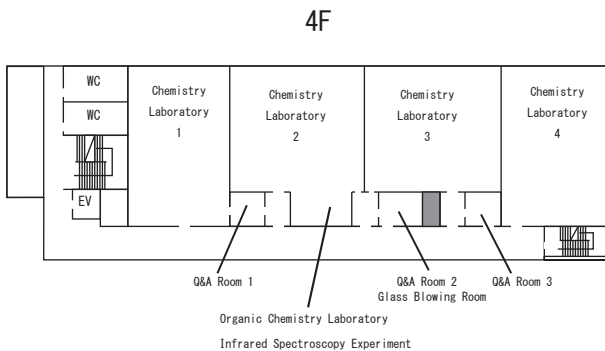 4F
WC
WC
EV
Chemistry
Laboratory
1
Chemistry
Laboratory
2
Chemistry
Laboratory
3
Chemistry
Laboratory
4
Q&A Room 1
Q&A Room 2
Glass Blowing Room
Q&A Room 3
Organic Chemistry Laboratory
Infrared Spectroscopy Experiment